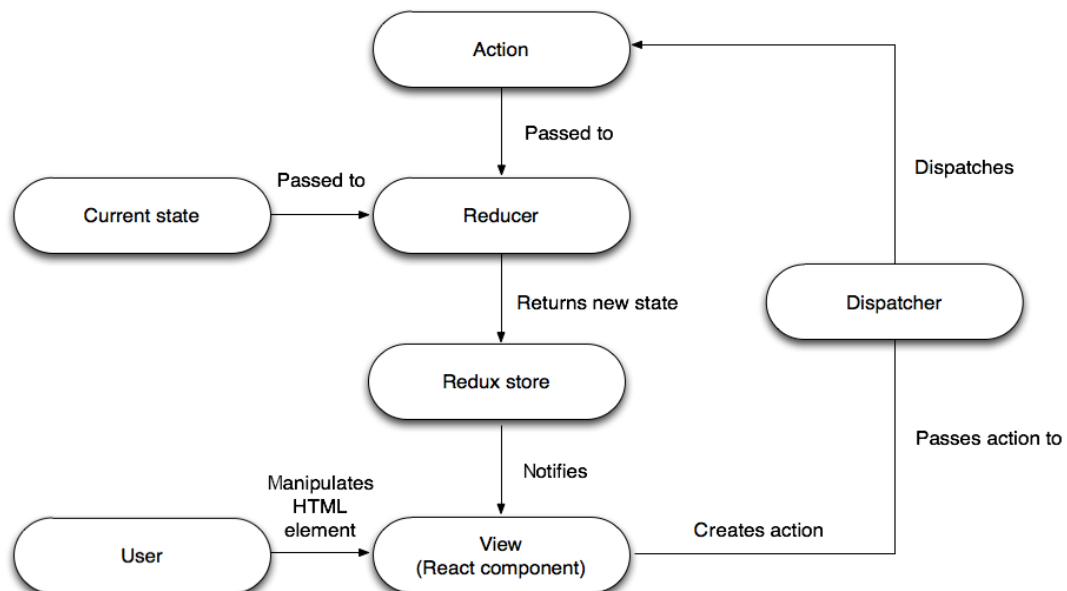 Action
Passed to
Dispatches
Passed to
Current state
Reducer
Returns new state
Dispatcher
Redux store
Passes action to
Notifies
Manipulates
HTML
element
User
View
(React component)
Creates action